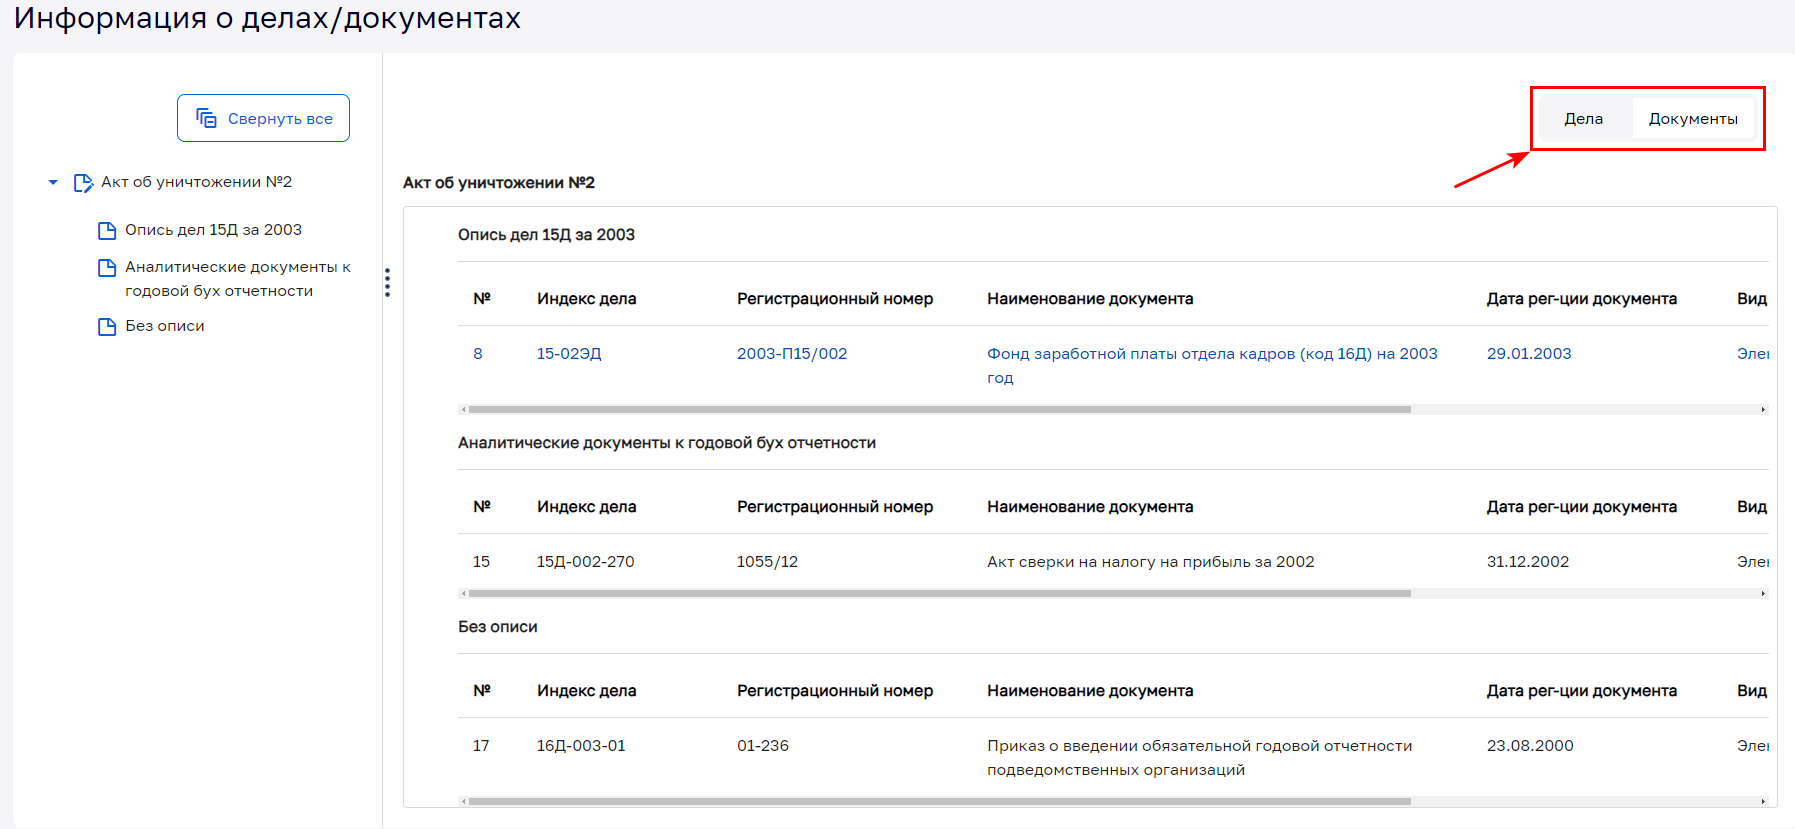 Информация о делах/документах
Свернуть все
Дела Документы
Акт об уничтожении №2
Опись дел 15Д за 2003
Аналитические документы к
годовой бух отчетности
Без описи
Акт об уничтожении №2
Опись дел 15Д за 2003
№ Индекс дела Регистрационный номер Наименование документа Дата рег-ции документа Вид
8 15-02ЭД 2003-П15/002 Фонд заработной платы отдела кадров (код 16Д) на 2003 29.01.2003 Элек
год
Аналитические документы к годовой бух отчетности
№ Индекс дела Регистрационный номер Наименование документа Дата рег-ции документа Вид
15 15Д-002-270 1055/12 Акт сверки на налогу на прибыль за 2002 31.12.2002 Элек
Без описи
№ Индекс дела Регистрационный номер Наименование документа Дата рег-ции документа Вид
17 16Д-003-01 01-236 Приказ о введении обязательной годовой отчетности 23.08.2000 Элек
подведомственных организаций